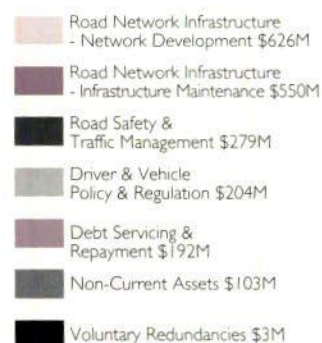 Road Network Infrastructure
- Network Development $626M
Road Network Infrastructure
- Infrastructure Maintenance $550M
Road Safety &
Traffic Management $279M
Driver & Vehicle
Policy & Regulation $204M
Debt Servicing &
Repayment $192M
Non-Current Assets $103M
Voluntary Redundancies $3M